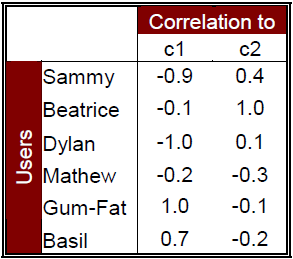 Correlation to
c1 c2
Users
Sammy -0.9 0.4
Beatrice -0.1 1.0
Dylan -1.0 0.1
Mathew -0.2 -0.3
Gum-Fat 1.0 -0.1
Basil 0.7 -0.2